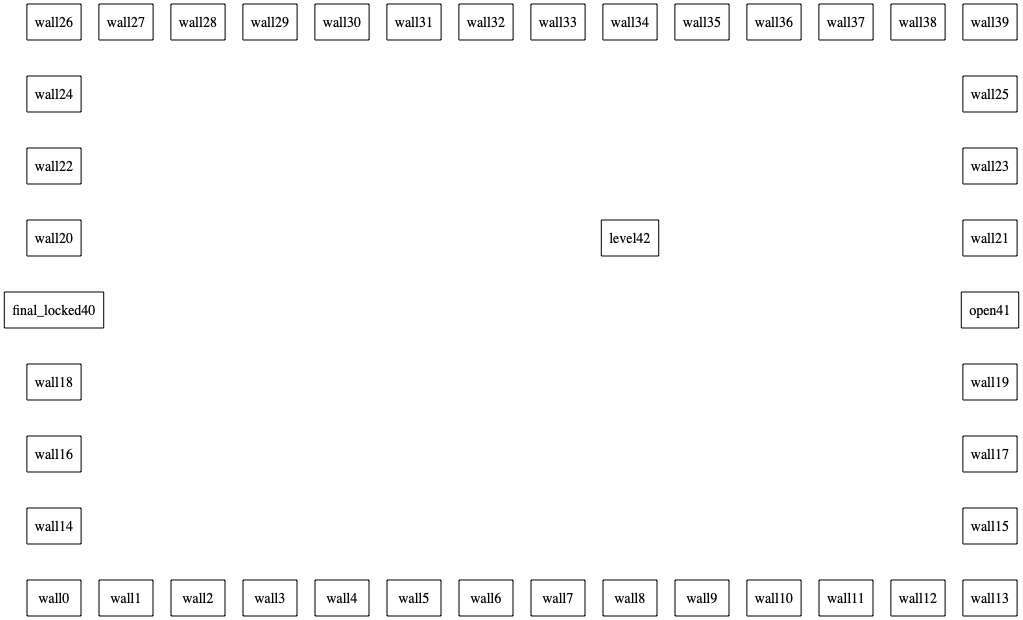 wall26 wall27 wall28 wall29 wall30 wall31 wall32 wall33 wall34 wall35 wall36 wall37 wall38 wall39
wall24 wall25
wall22 wall23
wall20 level42 wall21
final_locked40 open41
wall18 wall19
wall16 wall17
wall14 wall15
wall0 wall1 wall2 wall3 wall4 wall5 wall6 wall7 wall8 wall9 wall10 wall11 wall12 wall13